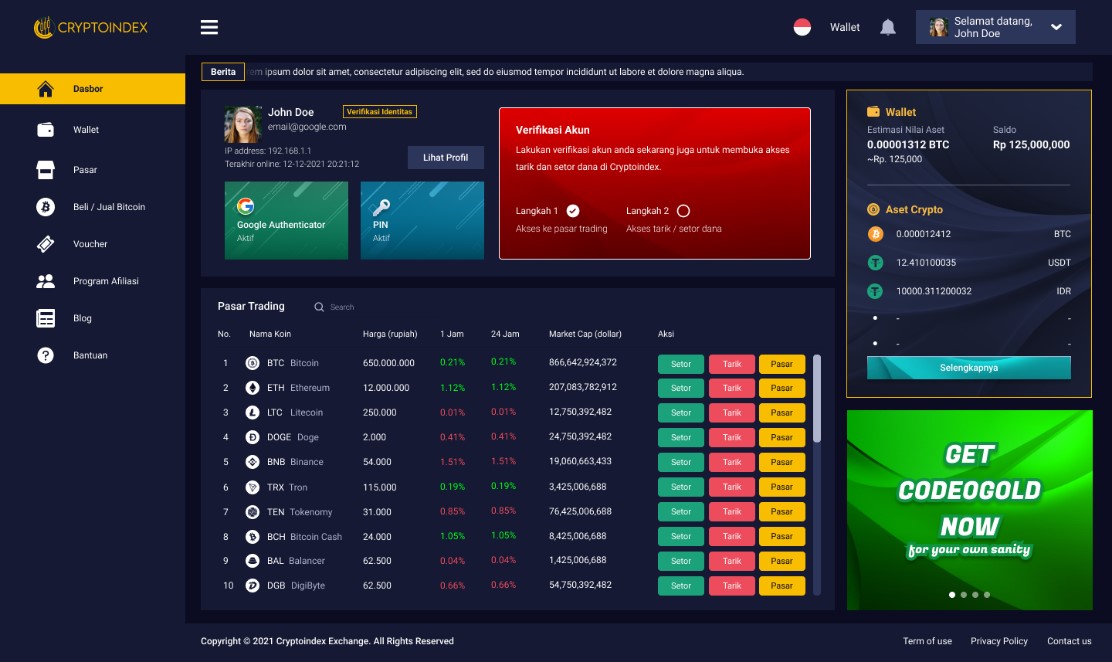 CRYPTOINDEX
Wallet
Selamat datang,
John Doe
Dasbor
Wallet
Pasar
Beli / Jual Bitcoin
Voucher
Program Afiliasi
Blog
Bantuan
Berita em ipsum dolor sit amet, consectetur adipiscing elit, sed do eiusmod tempor incididunt ut labore et dolore magna aliqua.
John Doe Verifikasi Identitas
email@google.com
IP address: 192.168.1.1
Terakhir online: 12-12-2021 20:21:12
Lihat Profil
Google Authenticator
Aktif
PIN
Aktif
Verifikasi Akun
Lakukan verifikasi akun anda sekarang juga untuk membuka akses
tarik dan setor dana di Cryptoindex.
Langkah 1 Langkah 2
Akses ke pasar trading Akses tarik / setor dana
Pasar Trading Search
No. Nama Koin Harga (rupiah) 1 Jam 24 Jam Market Cap (dollar) Aksi
1 BTC Bitcoin 650.000.000 0.21% 0.21% 866,642,924,372 Setor Tarik Pasar
2 ETH Ethereum 12.000.000 1.12% 1.12% 207,083,782,912 Setor Tarik Pasar
3 LTC Litecoin 250.000 0.01% 0.01% 12,750,392,482 Setor Tarik Pasar
4 DOGE Doge 2.000 0.41% 0.41% 24,750,392,482 Setor Tarik Pasar
5 BNB Binance 54.000 1.51% 1.51% 19,060,663,433 Setor Tarik Pasar
6 TRX Tron 115.000 0.19% 0.19% 3,425,006,688 Setor Tarik Pasar
7 TEN Tokenomy 31.000 0.85% 0.85% 76,425,006,688 Setor Tarik Pasar
8 BCH Bitcoin Cash 24.000 1.05% 1.05% 8,425,006,688 Setor Tarik Pasar
9 BAL Balancer 62.500 0.04% 0.04% 1,425,006,688 Setor Tarik Pasar
10 DGB DigiByte 62.500 0.66% 0.66% 54,750,392,482 Setor Tarik Pasar
Wallet
Estimasi Nilai Aset Saldo
0.00001312 BTC Rp 125,000,000
~Rp. 125,000
Aset Crypto
0.000012412 BTC
12.410100035 USDT
10000.311200032 IDR
• - -
• - -
Selengkapnya
GET
CODEOGOLD
NOW
for your own sanity
Copyright © 2021 Cryptoindex Exchange. All Rights Reserved
Term of use Privacy Policy Contact us